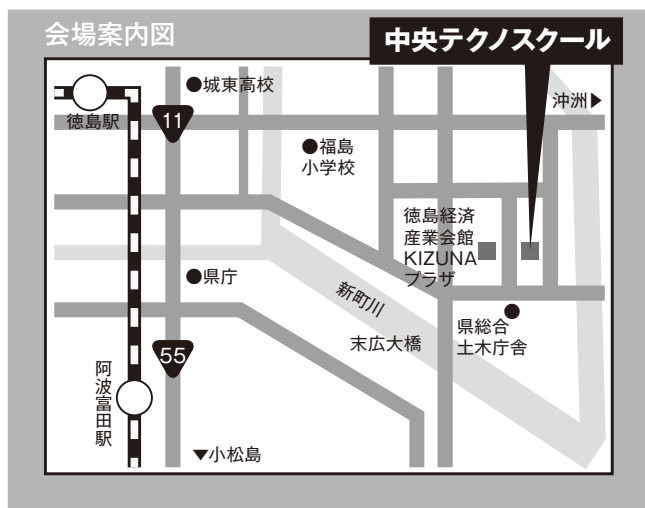 会場案内図
中央テクノスクール
●城東高校
沖洲▶
徳島駅
11
●福島
小学校
徳島経済
産業会館
KIZUNA
プラザ
●県庁
新町川
県総合
土木庁舎
末広大橋
55
阿波富田駅
▼小松島